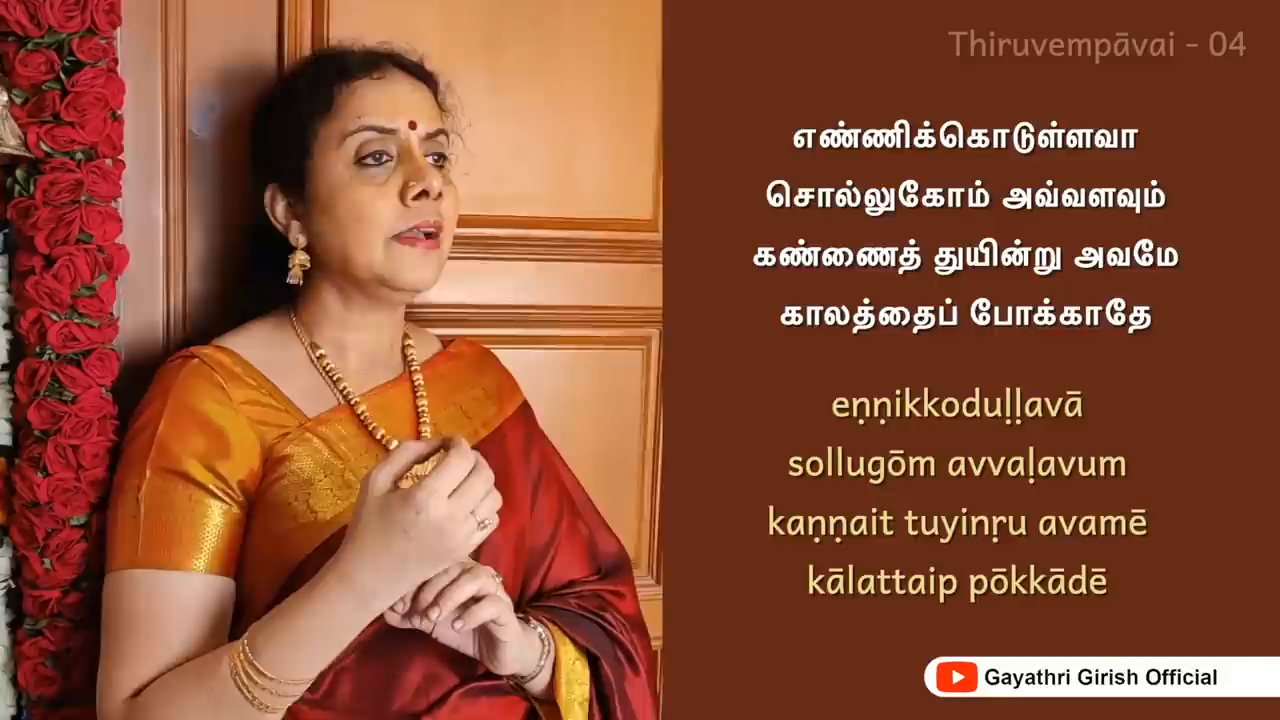 Thiruvempāvai - 04
எண்ணிக்கொடுள்ளவா
சொல்லுகோம் அவ்வளவும்
கண்ணைத் துயின்று அவமே
காலத்தைப் போக்காதே
eṇṇikkoduḷḷavā
sollugōm avvaḷavum
kaṇṇait tuyinṛu avamē
kālattaip pōkkādē
Gayathri Girish Official